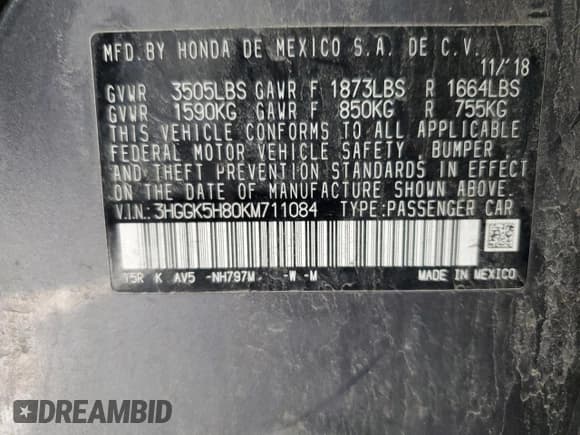 MFD.BY HONDA DE MEXICO S.A. DE C.V.
11/'18
GVWR 3505LBS GAWR F 1873LBS R 1664LBS
GVWR 1590KG GAWR F 850KG R 755KG
THIS VEHICLE CONFORMS TO ALL APPLICABLE
FEDERAL MOTOR VEHICLE SAFETY, BUMPER,
AND THEFT PREVENTION STANDARDS IN EFFECT
ON THE DATE OF MANUFACTURE SHOWN ABOVE.
V.I.N.: 3HGGK5H80KM711084 TYPE:PASSENGER CAR
T5R K AV5 -NH797M -W -M MADE IN MEXICO
DREAMBID